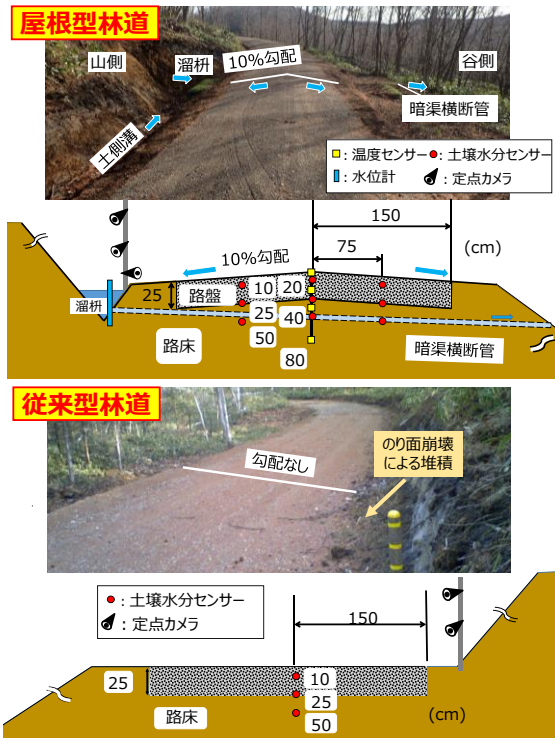 屋根型林道
山側
溜枡
10%勾配
谷側
暗渠横断管
土側溝
：温度センサー
：土壌水分センサー
：水位計
：定点カメラ
150
10%勾配
75
(cm)
25
路盤
10
20
溜枡
25
40
路床
50
暗渠横断管
80
従来型林道
のり面崩壊
による堆積
勾配なし
：土壌水分センサー
：定点カメラ
150
25
10
25
路床
50
(cm)